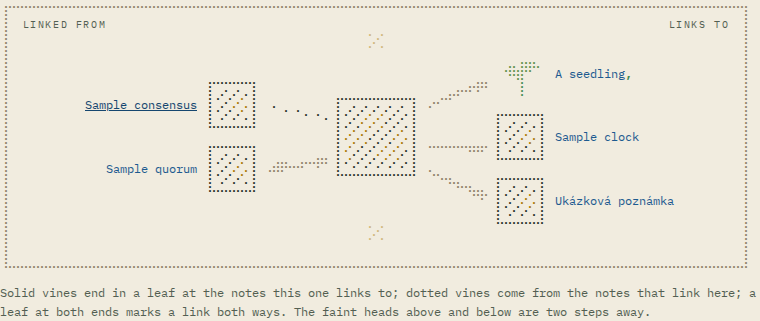 LINKED FROM
LINKS TO
A seedling,
Sample consensus
Sample clock
Sample quorum
Ukázková poznámka
Solid vines end in a leaf at the notes this one links to; dotted vines come from the notes that link here; a
leaf at both ends marks a link both ways. The faint heads above and below are two steps away.